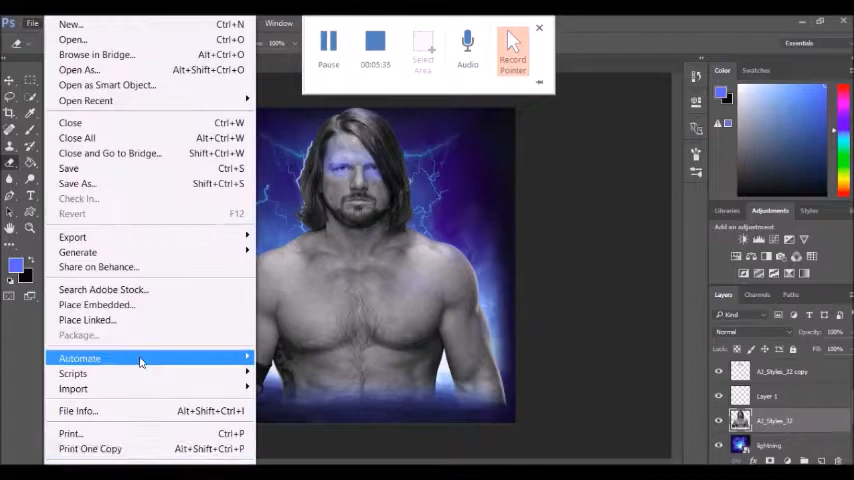 Ps File Window
New... Ctrl+N
Open... Ctrl+O
Browse in Bridge... Alt+Ctrl+O
Open As... Alt+Shift+Ctrl+O
Open as Smart Object...
Open Recent
Close Ctrl+W
Close All Alt+Ctrl+W
Close and Go to Bridge... Shift+Ctrl+W
Save Ctrl+S
Save As... Shift+Ctrl+S
Check In...
Revert F12
Export
Generate
Share on Behance...
Search Adobe Stock...
Place Embedded...
Place Linked...
Package...
Automate
Scripts
Import
File Info... Alt+Shift+Ctrl+I
Print... Ctrl+P
Print One Copy Alt+Shift+Ctrl+P
100%
Pause
Select
Area
Audio
Record
Pointer
Essentials
Color Swatches
Libraries Adjustments Styles
Add an adjustment
Layers Channels Paths
Kind
Normal Opacity: 100%
Lock: Fill: 100%
AJ_Styles_32 copy
Layer 1
AJ_Styles_32
lightning
fx